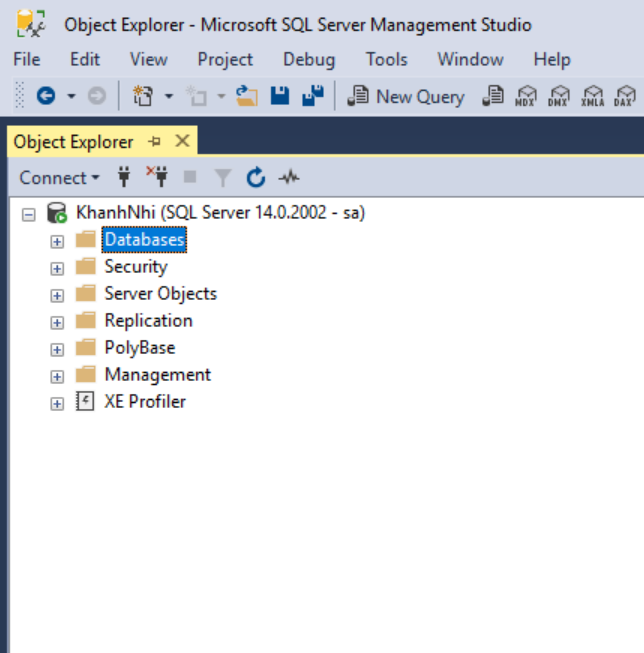 Object Explorer - Microsoft SQL Server Management Studio
File Edit View Project Debug Tools Window Help
New Query MDX DMX XMLA DAX
Object Explorer
Connect
KhanhNhi (SQL Server 14.0.2002 - sa)
Databases
Security
Server Objects
Replication
PolyBase
Management
XE Profiler